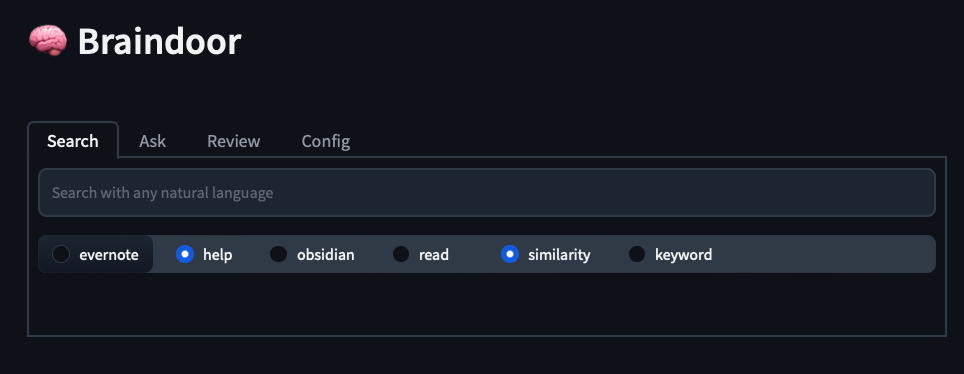 🧠 Braindoor
Search Ask Review Config
Search with any natural language
evernote help obsidian read similarity keyword